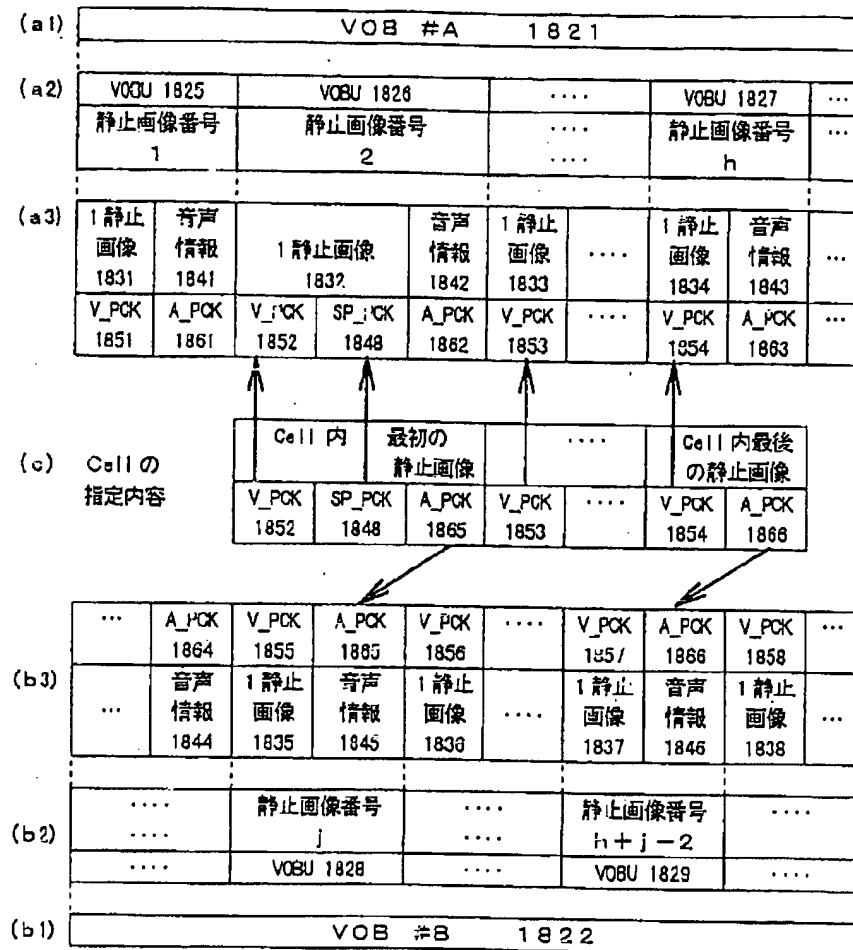 (a1) VOB #A 1821
(a2) VOBU 1825 VOBU 1826 ・・・・ VOBU 1827 ・・・
静止画像番号 静止画像番号 ・・・・ 静止画像番号 ・・・
1 2 ・・・・ h
(a3) 1静止 音声 音声 1静止 1静止 音声
画像 情報 1静止画像 情報 画像 ・・・・ 画像 情報 ・・・
1831 1841 1832 1842 1833 1834 1843
V_PCK A_PCK V_PCK SP_PCK A_PCK V_PCK ・・・・ V_PCK A_PCK ・・・
1851 1861 1852 1848 1862 1853 1854 1863
(c) Cellの
指定内容
Cell内 最初の ・・・・ Cell内最後
静止画像 の静止画像
V_PCK SP_PCK A_PCK V_PCK ・・・・ V_PCK A_PCK
1852 1848 1865 1853 1854 1866
(b3)
・・・ A_PCK V_PCK A_PCK V_PCK ・・・・ V_PCK A_PCK V_PCK ・・・
1864 1855 1865 1856 1857 1866 1858
音声 1静止 音声 1静止 1静止 音声 1静止
・・・ 情報 画像 情報 画像 ・・・・ 画像 情報 画像 ・・・
1844 1835 1845 1836 1837 1846 1838
(b2) ・・・・ 静止画像番号 ・・・・ 静止画像番号 ・・・・
・・・・ j ・・・・ h+j−2 ・・・・
・・・・ VOBU 1828 ・・・・ VOBU 1829 ・・・・
(b1) VOB #B 1822